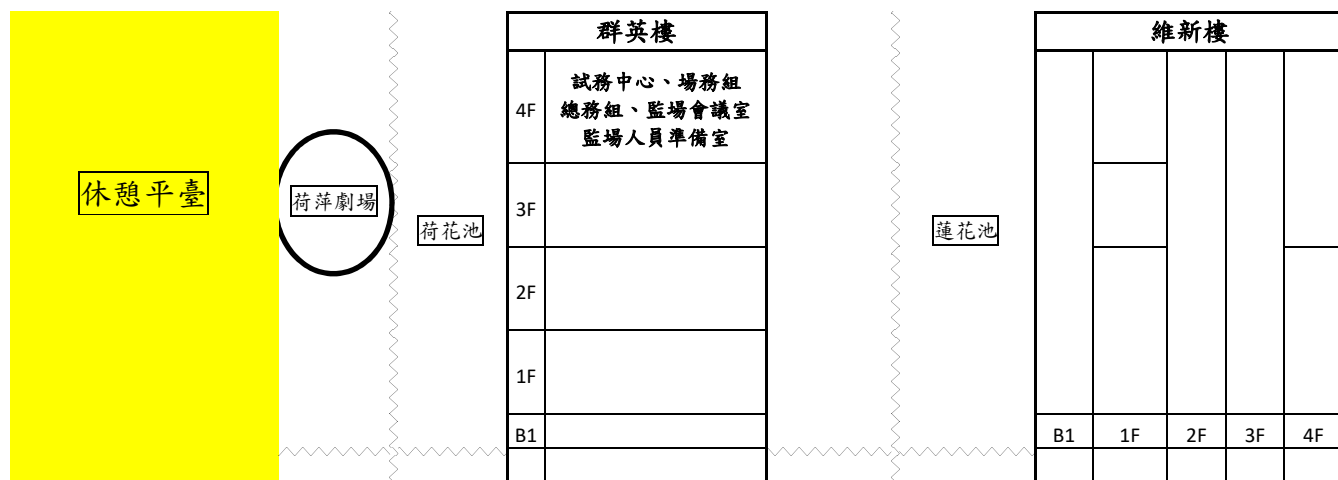 休憩平臺
荷萍劇場
荷花池
群英樓
4F
試務中心、場務組
總務組、監場會議室
監場人員準備室
3F
2F
1F
B1
蓮花池
維新樓
B1 1F 2F 3F 4F